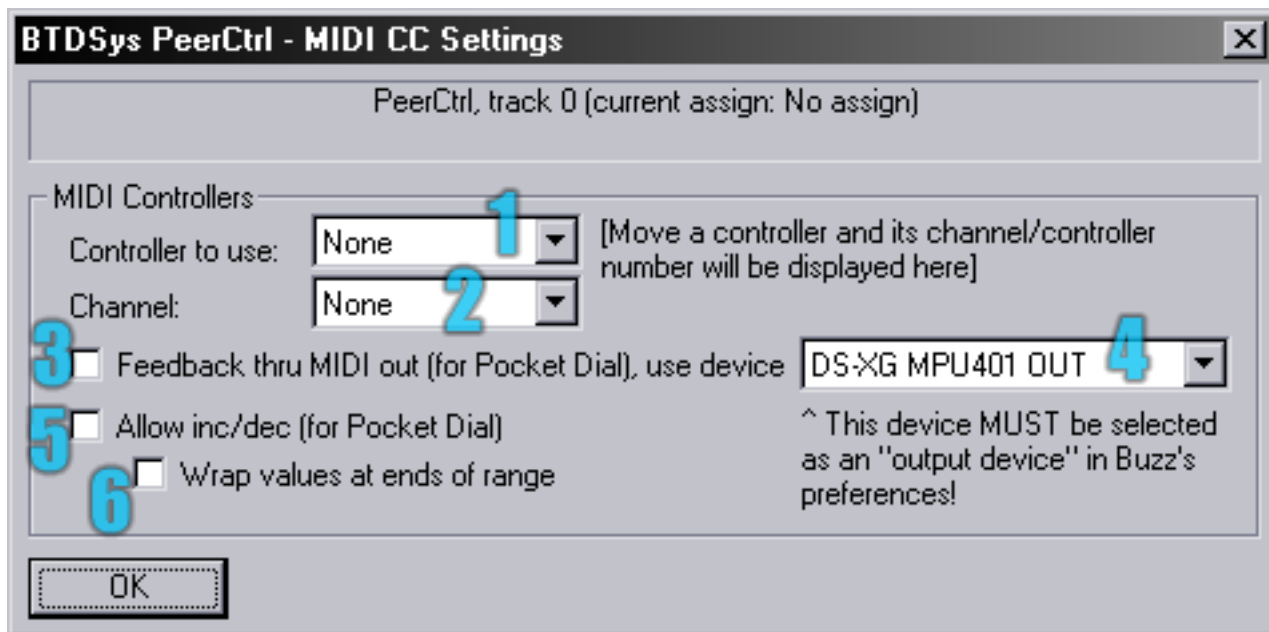 BTDSys PeerCtrl - MIDI CC Settings
PeerCtrl, track 0 (current assign: No assign)
MIDI Controllers
Controller to use: None 1 [Move a controller and its channel/controller
number will be displayed here]
Channel: None 2
3 Feedback thru MIDI out (for Pocket Dial), use device DS-XG MPU401 OUT 4
5 Allow inc/dec (for Pocket Dial)
^ This device MUST be selected
as an "output device" in Buzz's
preferences!
6 Wrap values at ends of range
OK